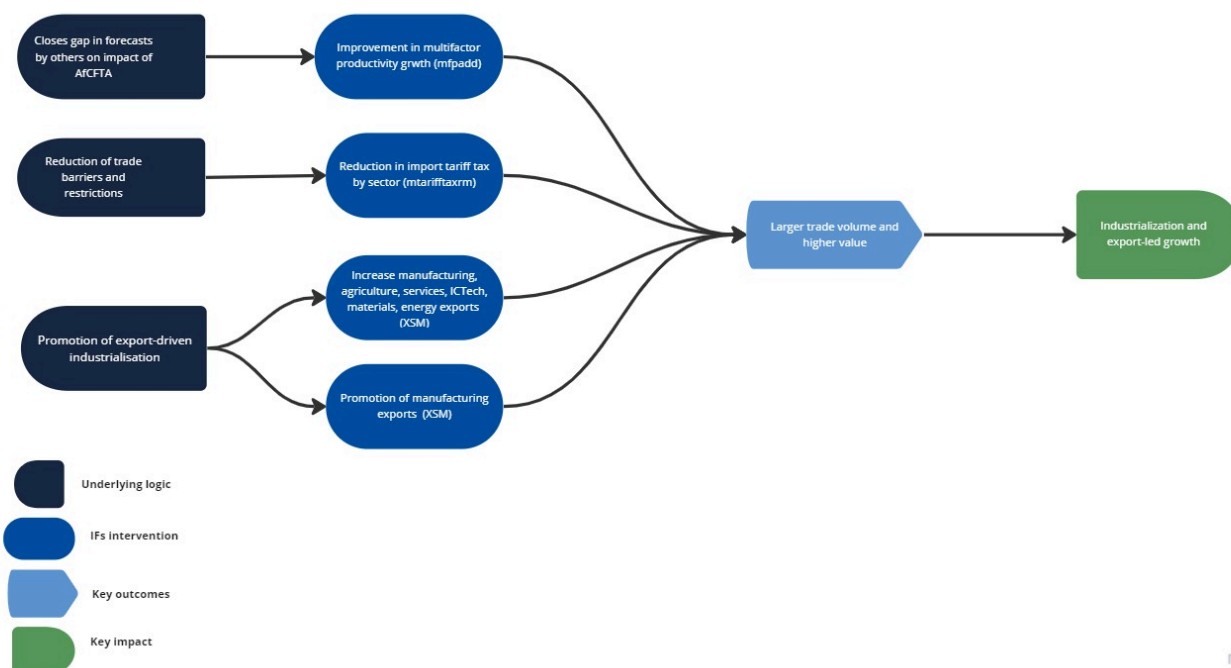 Closes gap in forecasts
by others on impact of
AfCFTA
Improvement in multifactor
productivity grwth (mfpadd)
Reduction of trade
barriers and
restrictions
Reduction in import tariff tax
by sector (mtarifftaxrm)
Larger trade volume and
higher value
Industrialization and
export-led growth
Increase manufacturing,
agriculture, services, ICTech,
materials, energy exports
(XSM)
Promotion of export-driven
industrialisation
Promotion of manufacturing
exports (XSM)
Underlying logic
IFs intervention
Key outcomes
Key impact